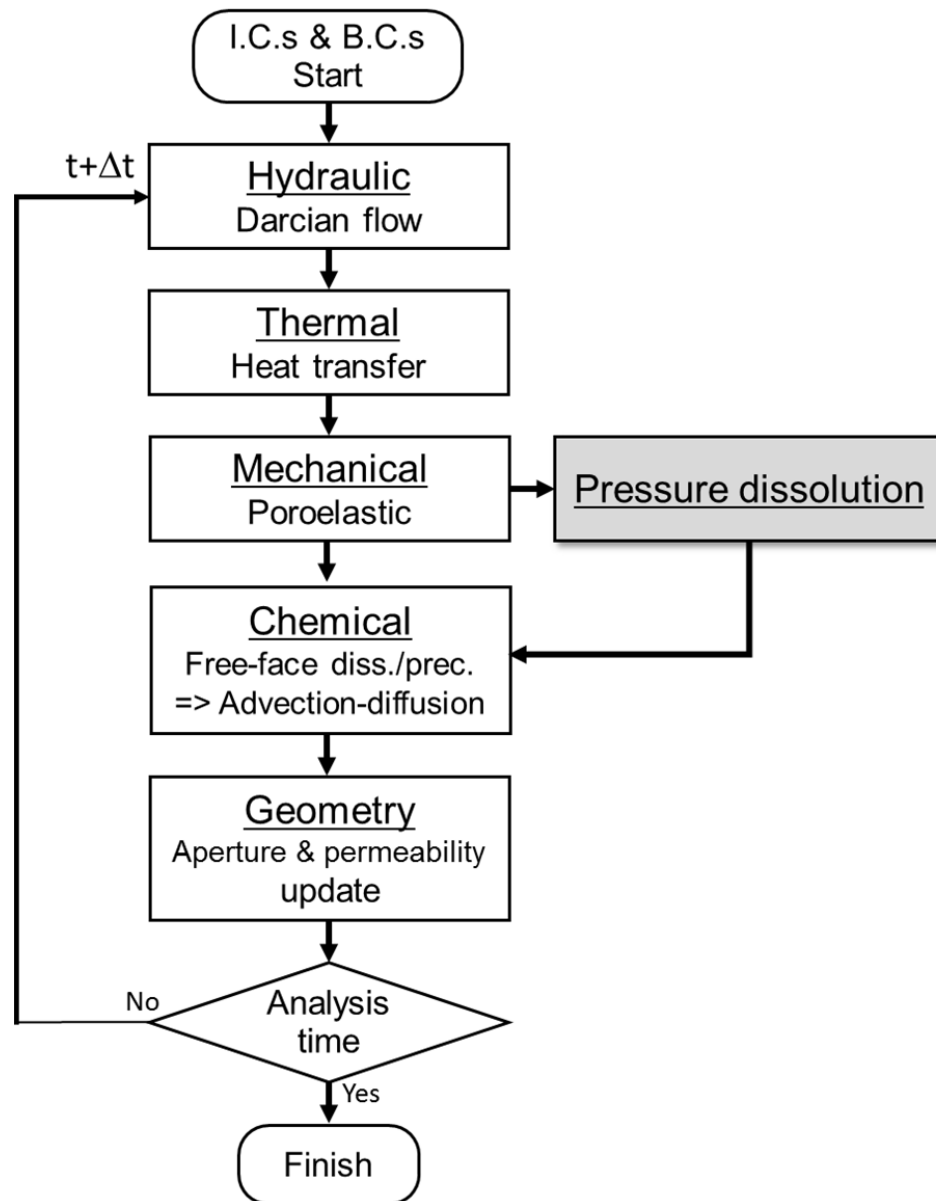 I.C.s & B.C.s
Start
t+Δt
Hydraulic
Darcian flow
Thermal
Heat transfer
Mechanical
Poroelastic
Pressure dissolution
Chemical
Free-face diss./prec.
=> Advection-diffusion
Geometry
Aperture & permeability
update
No
Analysis
time
Yes
Finish